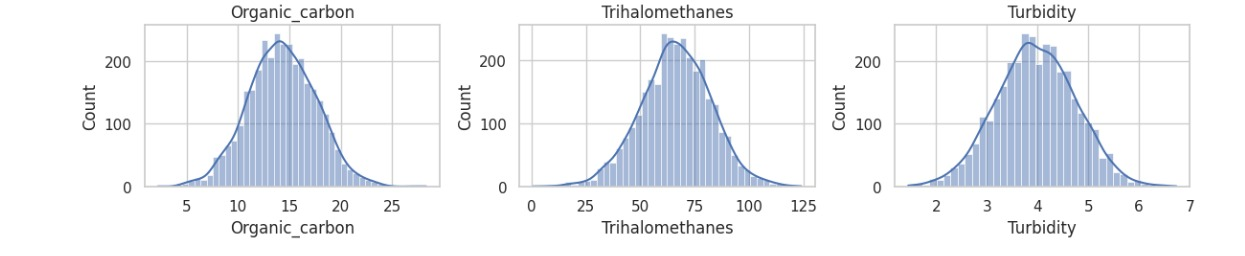 Organic_carbon
Trihalomethanes
Turbidity
Count
200
100
0
5 10 15 20 25
Organic_carbon
Count
200
100
0
0 25 50 75 100 125
Trihalomethanes
Count
200
100
0
2 3 4 5 6 7
Turbidity